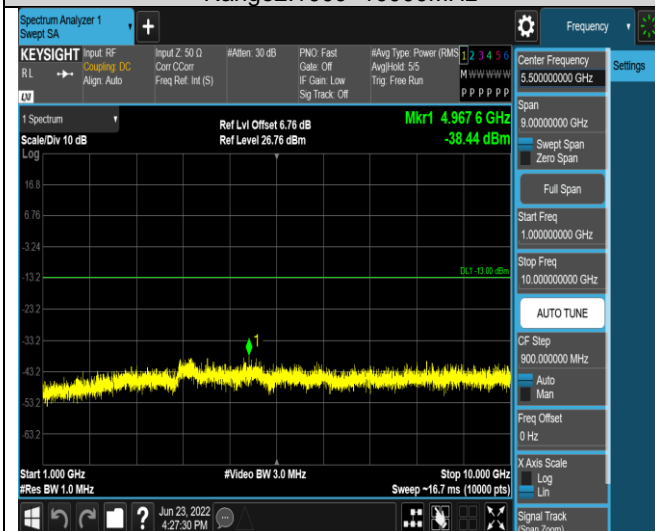 Spectrum Analyzer 1
Swept SA
Frequency
KEYSIGHT
RL
Input: RF
Coupling: DC
Align: Auto
Input Z: 50 Ω
Corr CCorr
Freq Ref: Int (S)
#Atten: 30 dB
PNO: Fast
Gate: Off
IF Gain: Low
Sig Track: Off
#Avg Type: Power (RMS
Avg|Hold: 5/5
Trig: Free Run
1 2 3 4 5 6
M W W W W W
P P P P P P
1 Spectrum
Scale/Div 10 dB
Ref Lvl Offset 6.76 dB
Ref Level 26.76 dBm
Mkr1 4.967 6 GHz
-38.44 dBm
Log
16.8
6.76
-3.24
-13.2
DL1 -13.00 dBm
-23.2
-33.2
1
-43.2
-53.2
-63.2
Start 1.000 GHz
#Res BW 1.0 MHz
#Video BW 3.0 MHz
Stop 10.000 GHz
Sweep ~16.7 ms (10000 pts)
Jun 23, 2022
4:27:30 PM
Center Frequency
5.50000000 GHz
Settings
Span
9.00000000 GHz
Swept Span
Zero Span
Full Span
Start Freq
1.000000000 GHz
Stop Freq
10.000000000 GHz
AUTO TUNE
CF Step
900.000000 MHz
Auto
Man
Freq Offset
0 Hz
X Axis Scale
Log
Lin
Signal Track
(Span Zoom)